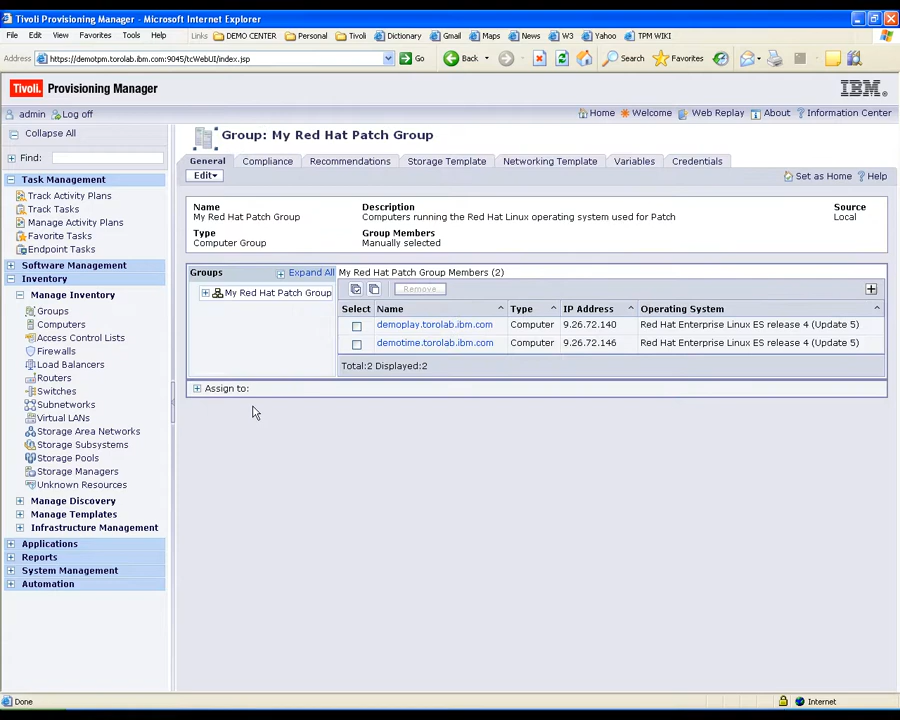 Tivoli Provisioning Manager - Microsoft Internet Explorer
File Edit View Favorites Tools Help Links DEMO CENTER Personal Tivoli Dictionary Gmail Maps News W3 Yahoo TPM WIKI
Address https://demotpm.torolab.ibm.com:9045/tcWebUI/index.jsp Go Back Search Favorites
Tivoli. Provisioning Manager IBM
admin Log off Home Welcome Web Replay About Information Center
Collapse All
Find:
Task Management
Track Activity Plans
Track Tasks
Manage Activity Plans
Favorite Tasks
Endpoint Tasks
Software Management
Inventory
Manage Inventory
Groups
Computers
Access Control Lists
Firewalls
Load Balancers
Routers
Switches
Subnetworks
Virtual LANs
Storage Area Networks
Storage Subsystems
Storage Pools
Storage Managers
Unknown Resources
Manage Discovery
Manage Templates
Infrastructure Management
Applications
Reports
System Management
Automation
Group: My Red Hat Patch Group
General Compliance Recommendations Storage Template Networking Template Variables Credentials
Edit Set as Home Help
Name Description Source
My Red Hat Patch Group Computers running the Red Hat Linux operating system used for Patch Local
Type Group Members
Computer Group Manually selected
Groups Expand All My Red Hat Patch Group Members (2)
My Red Hat Patch Group Remove
Select Name Type IP Address Operating System
demoplay.torolab.ibm.com Computer 9.26.72.140 Red Hat Enterprise Linux ES release 4 (Update 5)
demotime.torolab.ibm.com Computer 9.26.72.146 Red Hat Enterprise Linux ES release 4 (Update 5)
Total:2 Displayed:2
Assign to:
Done Internet